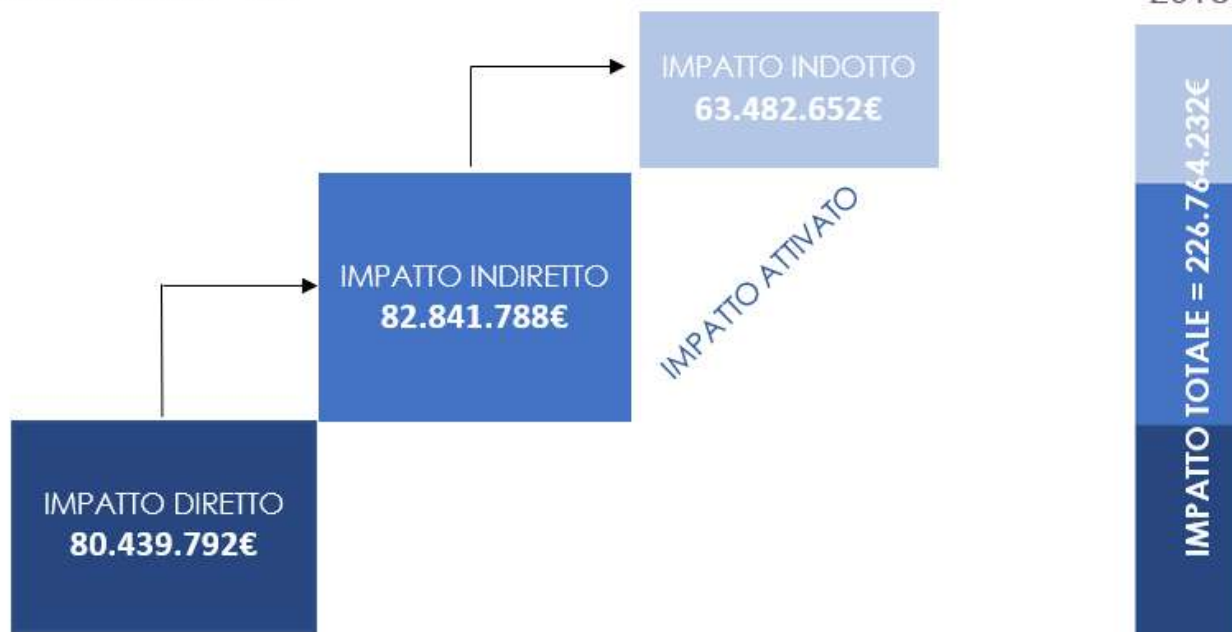 IMPATTO INDOTTO
63.482.652€
IMPATTO INDIRETTO
82.841.788€
IMPATTO ATTIVATO
IMPATTO DIRETTO
80.439.792€
IMPATTO TOTALE = 226.764.232€